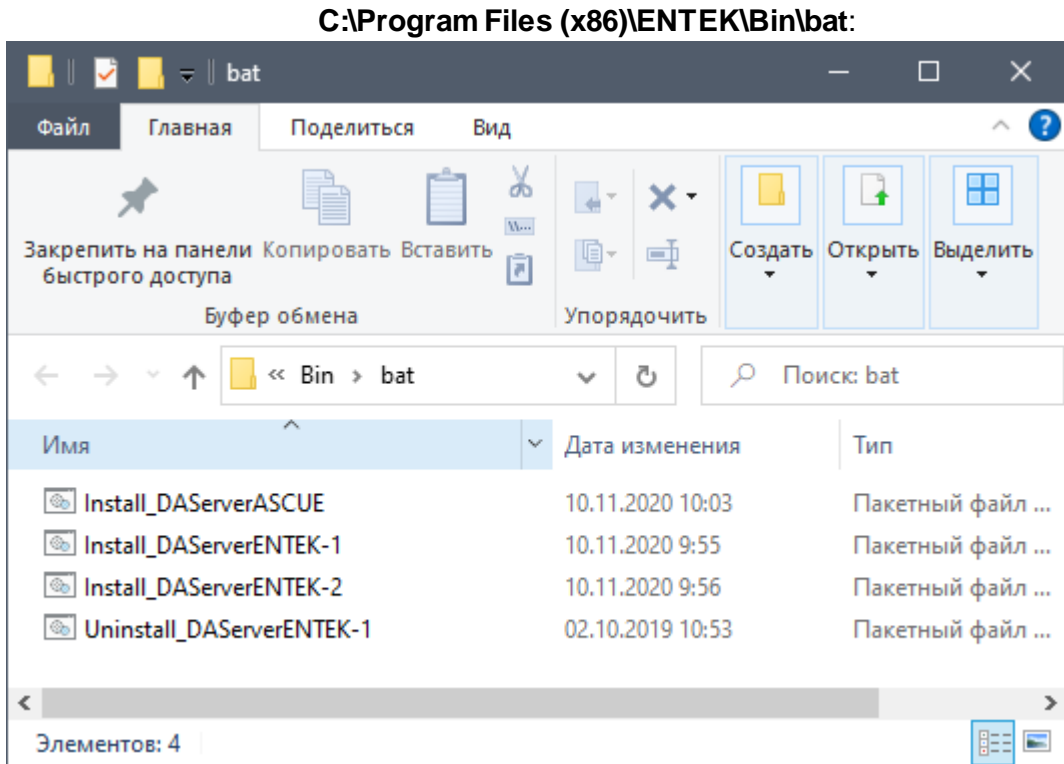 C:\Program Files (x86)\ENTEK\Bin\bat:
bat
Файл Главная Поделиться Вид
Закрепить на панели быстрого доступа Копировать Вставить Создать Открыть Выделить
Буфер обмена Упорядочить
« Bin › bat Поиск: bat
Имя Дата изменения Тип
Install_DAServerASCUE 10.11.2020 10:03 Пакетный файл ...
Install_DAServerENTEK-1 10.11.2020 9:55 Пакетный файл ...
Install_DAServerENTEK-2 10.11.2020 9:56 Пакетный файл ...
Uninstall_DAServerENTEK-1 02.10.2019 10:53 Пакетный файл ...
Элементов: 4